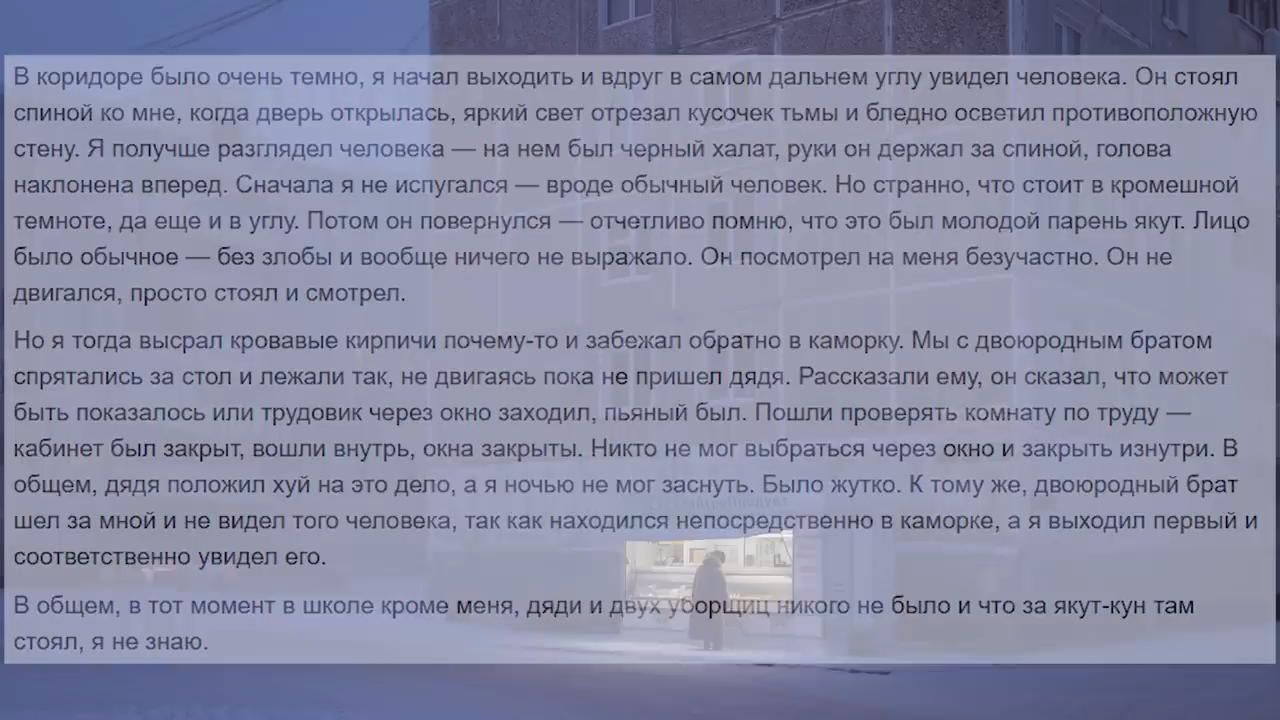 В коридоре было очень темно, я начал выходить и вдруг в самом дальнем углу увидел человека. Он стоял
спиной ко мне, когда дверь открылась, яркий свет отрезал кусочек тьмы и бледно осветил противоположную
стену. Я получше разглядел человека — на нем был черный халат, руки он держал за спиной, голова
наклонена вперед. Сначала я не испугался — вроде обычный человек. Но странно, что стоит в кромешной
темноте, да еще и в углу. Потом он повернулся — отчетливо помню, что это был молодой парень якут. Лицо
было обычное — без злобы и вообще ничего не выражало. Он посмотрел на меня безучастно. Он не
двигался, просто стоял и смотрел.
Но я тогда высрал кровавые кирпичи почему-то и забежал обратно в каморку. Мы с двоюродным братом
спрятались за стол и лежали так, не двигаясь пока не пришел дядя. Рассказали ему, он сказал, что может
быть показалось или трудовик через окно заходил, пьяный был. Пошли проверять комнату по труду —
кабинет был закрыт, вошли внутрь, окна закрыты. Никто не мог выбраться через окно и закрыть изнутри. В
общем, дядя положил хуй на это дело, а я ночью не мог заснуть. Было жутко. К тому же, двоюродный брат
шел за мной и не видел того человека, так как находился непосредственно в каморке, а я выходил первый и
соответственно увидел его.
В общем, в тот момент в школе кроме меня, дяди и двух уборщиц никого не было и что за якут-кун там
стоял, я не знаю.